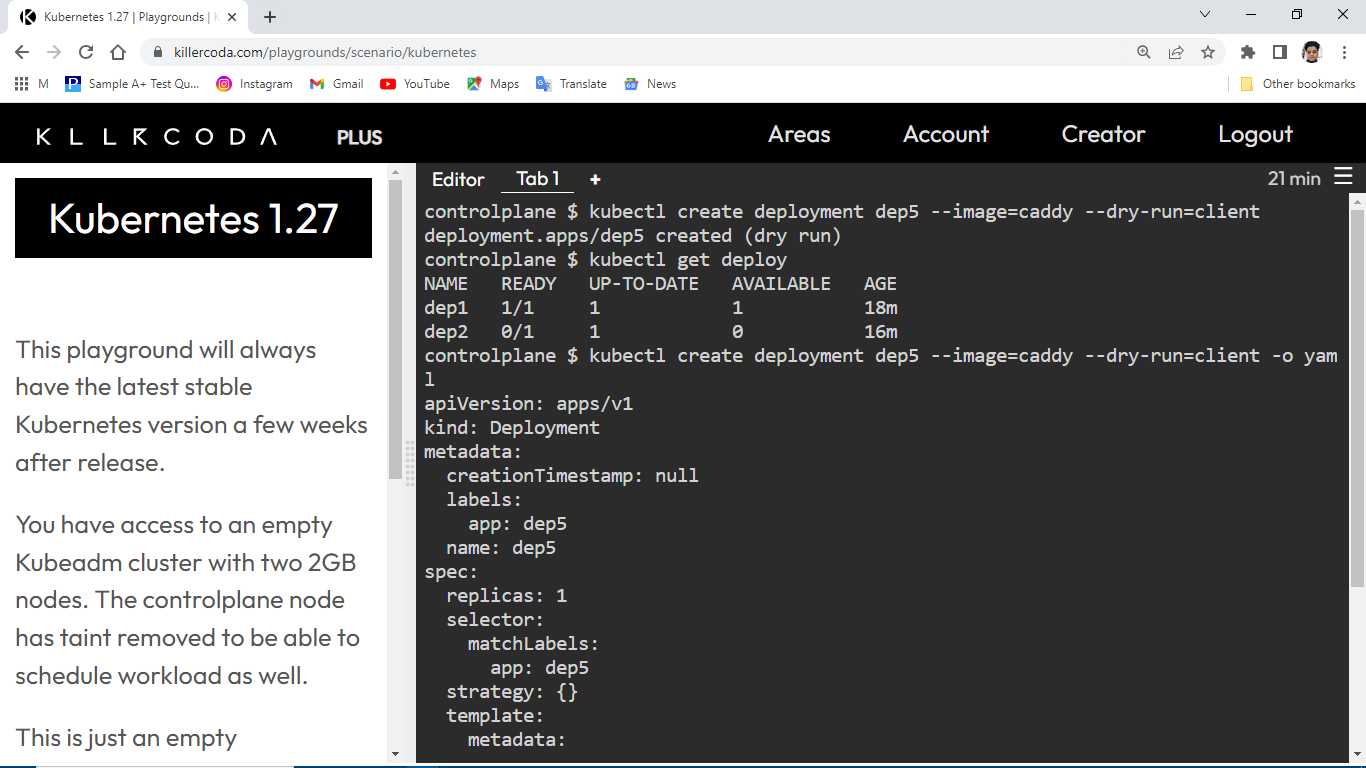 Kubernetes 1.27 | Playgrounds |
killercoda.com/playgrounds/scenario/kubernetes
M
Sample A+ Test Qu...
Instagram
Gmail
YouTube
Maps
Translate
News
Other bookmarks
KLLRCODA
PLUS
Areas
Account
Creator
Logout
Kubernetes 1.27
This playground will always
have the latest stable
Kubernetes version a few weeks
after release.
You have access to an empty
Kubeadm cluster with two 2GB
nodes. The controlplane node
has taint removed to be able to
schedule workload as well.
This is just an empty
Editor
Tab 1
+
21 min
controlplane $ kubectl create deployment dep5 --image=caddy --dry-run=client
deployment.apps/dep5 created (dry run)
controlplane $ kubectl get deploy
NAME   READY   UP-TO-DATE   AVAILABLE   AGE
dep1   1/1     1            1           18m
dep2   0/1     1            0           16m
controlplane $ kubectl create deployment dep5 --image=caddy --dry-run=client -o yam
l
apiVersion: apps/v1
kind: Deployment
metadata:
  creationTimestamp: null
  labels:
    app: dep5
  name: dep5
spec:
  replicas: 1
  selector:
    matchLabels:
      app: dep5
  strategy: {}
  template:
    metadata: